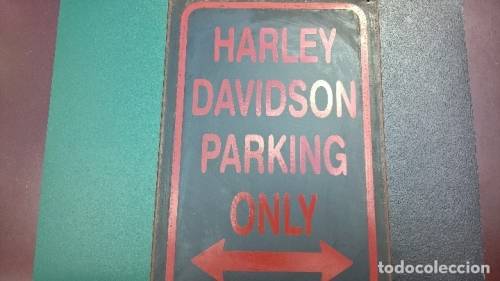 HARLEY
DAVIDSON
PARKING
ONLY
todocoleccion